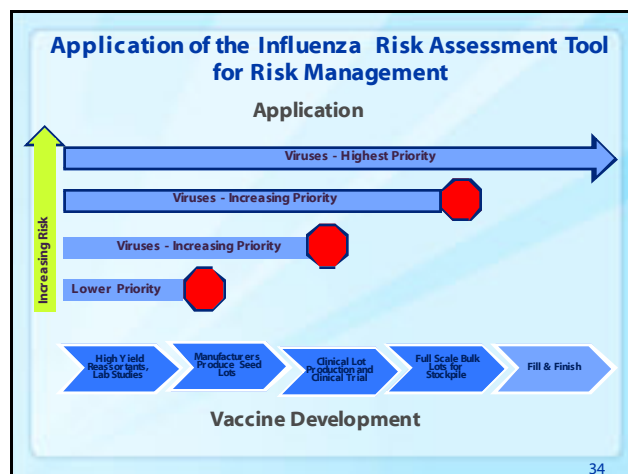 Application of the Influenza Risk Assessment Tool
for Risk Management
Application
Increasing Risk
Viruses - Highest Priority
Viruses - Increasing Priority
Viruses - Increasing Priority
Lower Priority
High Yield
Reassortants,
Lab Studies
Manufacturers
Produce Seed
Lots
Clinical Lot
Production and
Clinical Trial
Full Scale Bulk
Lots for
Stockpile
Fill & Finish
Vaccine Development
34